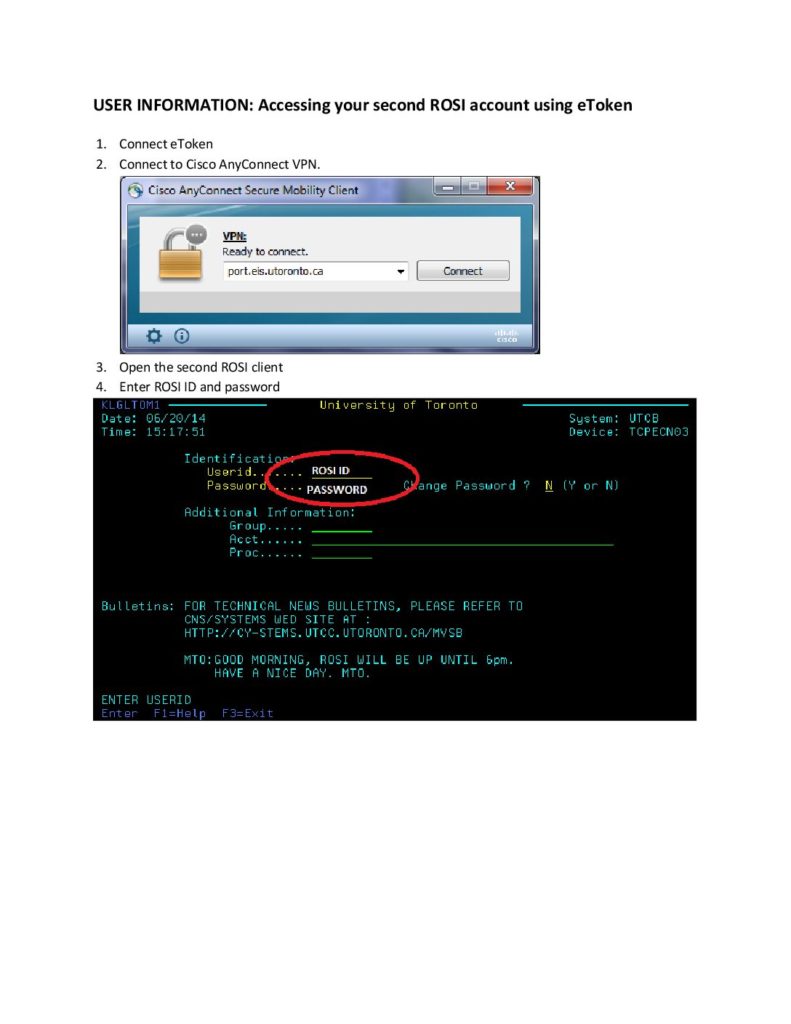 USER INFORMATION: Accessing your second ROSI account using eToken
1. Connect eToken
2. Connect to Cisco AnyConnect VPN.
Cisco AnyConnect Secure Mobility Client
VPN:
Ready to connect.
port.eis.utoronto.ca
Connect
cisco
3. Open the second ROSI client
4. Enter ROSI ID and password
KLGLTOM1 University of Toronto
Date: 06/20/14 System: UTCB
Time: 15:17:51 Device: TCPECN03
Identification:
Userid....... ROSI ID
Password..... PASSWORD Change Password ? N (Y or N)
Additional Information:
Group.....
Acct......
Proc......
Bulletins: FOR TECHNICAL NEWS BULLETINS, PLEASE REFER TO
CNS/SYSTEMS WED SITE AT :
HTTP://CY-STEMS.UTCC.UTORONTO.CA/MVSB
MTO:GOOD MORNING, ROSI WILL BE UP UNTIL 6pm.
HAVE A NICE DAY. MTO.
ENTER USERID
Enter F1=Help F3=Exit